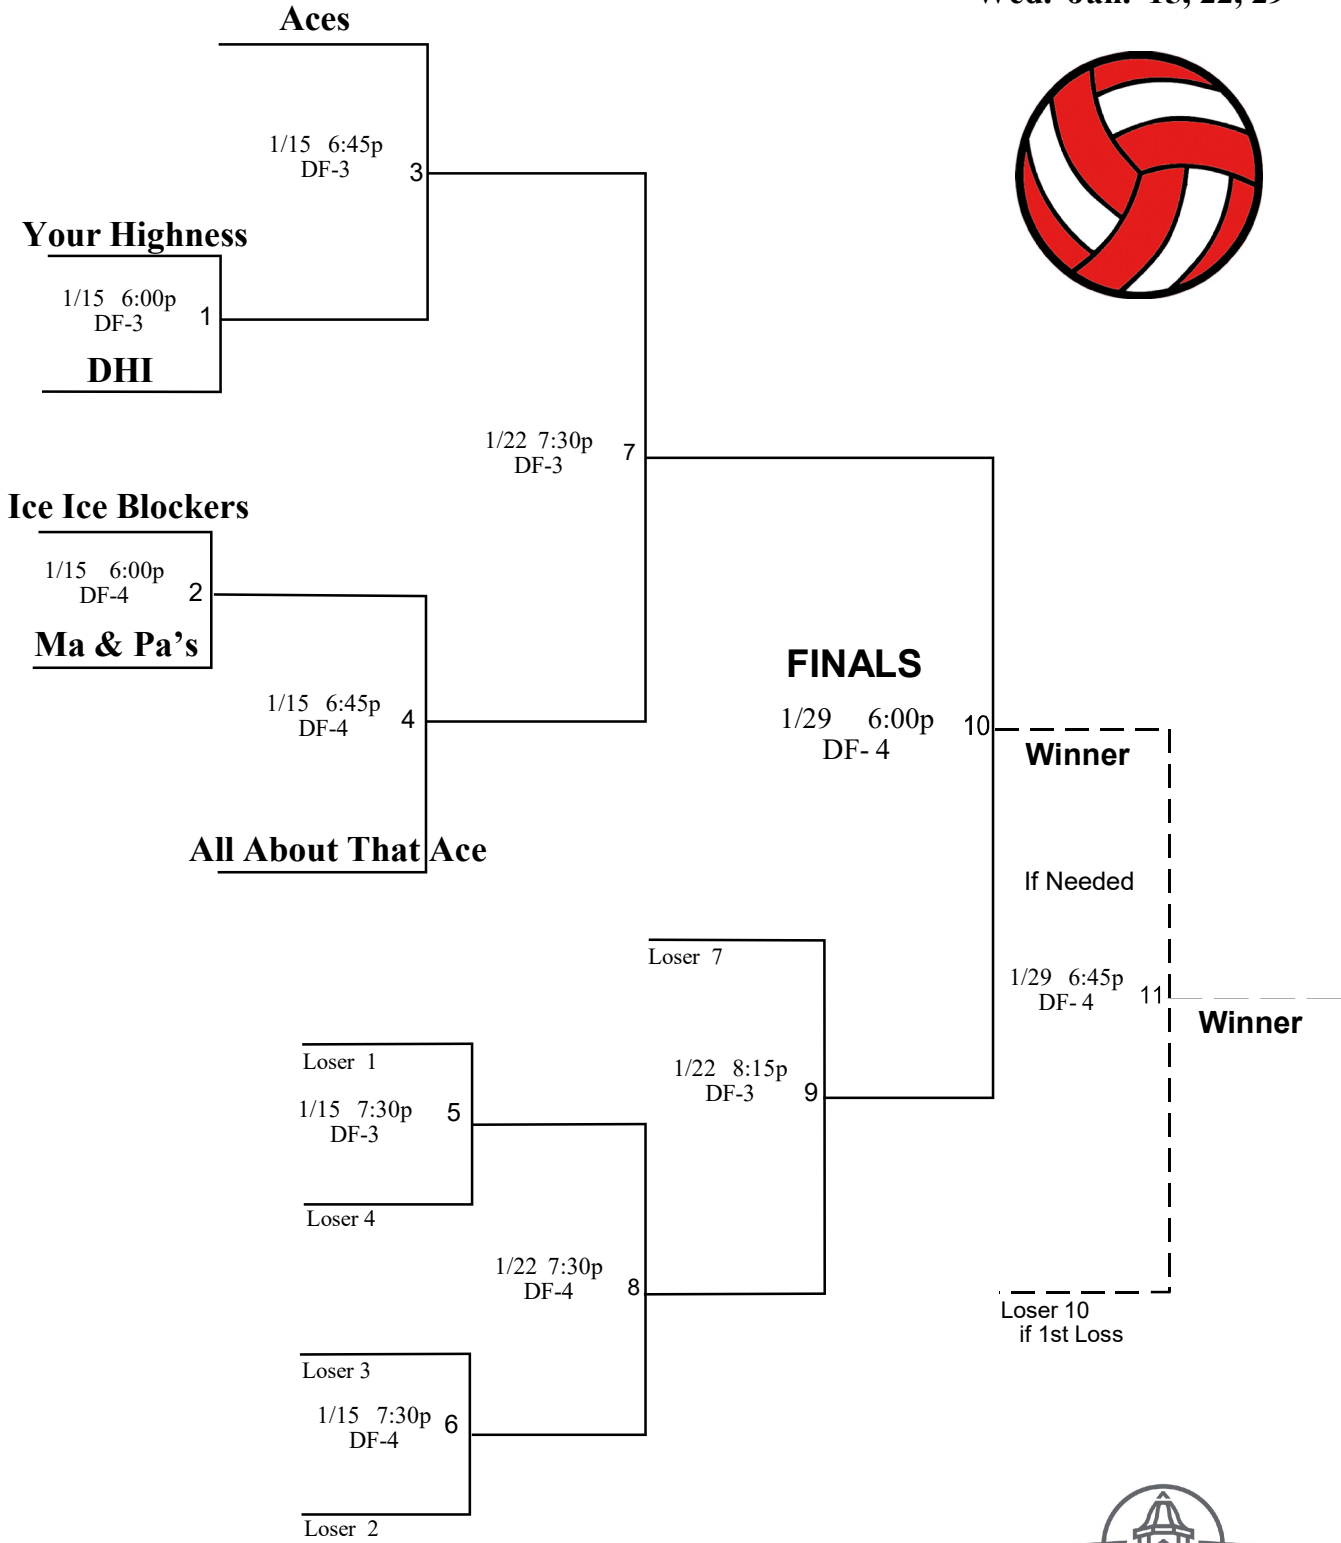 Aces
1/15 6:45p
DF-3
3
Your Highness
1/15 6:00p
DF-3
1
DHI
1/22 7:30p
DF-3
7
Ice Ice Blockers
1/15 6:00p
DF-4
2
Ma & Pa’s
1/15 6:45p
DF-4
4
All About That Ace
FINALS
1/29 6:00p
DF- 4
10
Winner
If Needed
1/29 6:45p
DF- 4
11
Winner
Loser 10
if 1st Loss
Loser 7
1/22 8:15p
DF-3
9
Loser 1
1/15 7:30p
DF-3
5
Loser 4
1/22 7:30p
DF-4
8
Loser 3
1/15 7:30p
DF-4
6
Loser 2